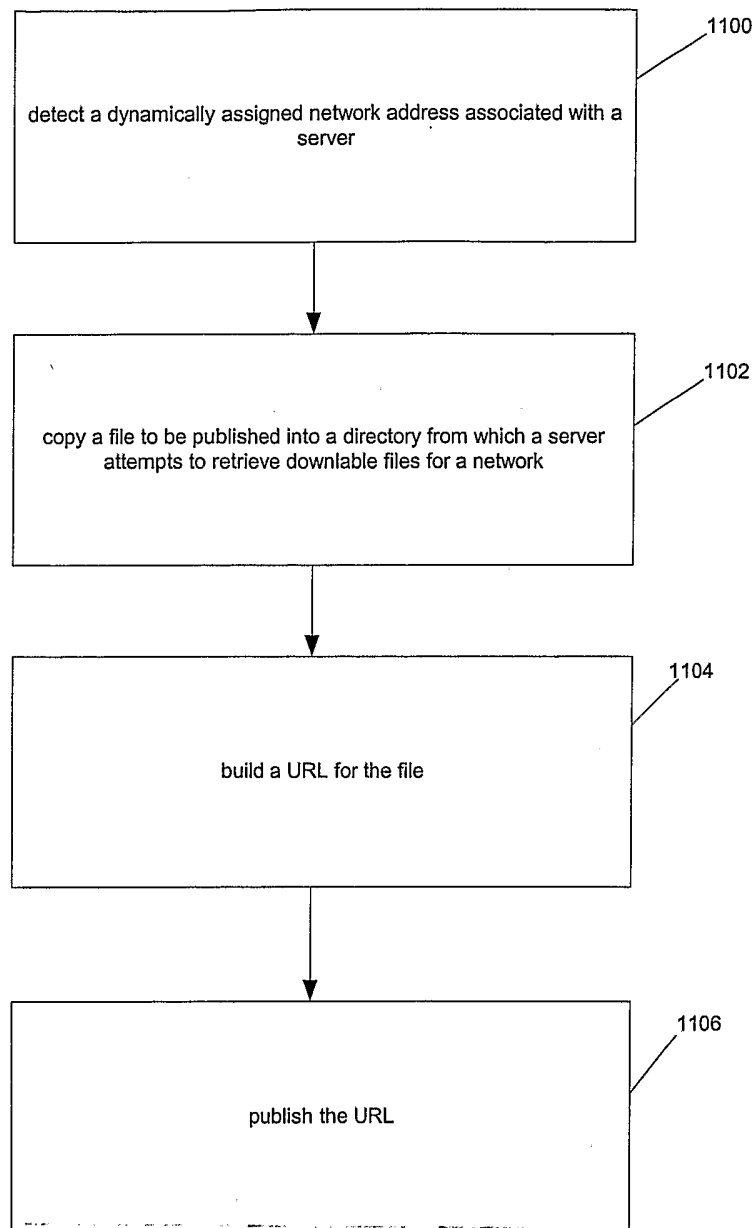 1100
detect a dynamically assigned network address associated with a
server
1102
copy a file to be published into a directory from which a server
attempts to retrieve downlable files for a network
1104
build a URL for the file
1106
publish the URL